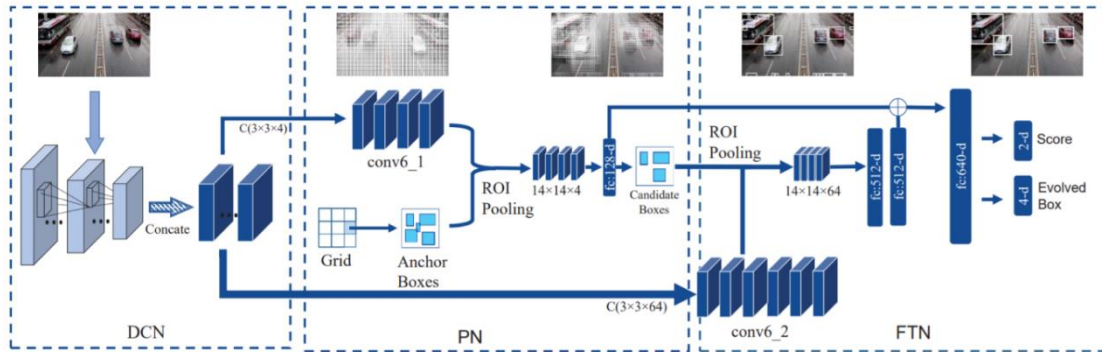 C(3×3×4)
conv6_1
ROI
Pooling
14×14×4
fc:128-d
Candidate
Boxes
ROI
Pooling
14×14×64
fc:512-d
fc:512-d
fc:640-d
2-d
Score
4-d
Evolved
Box
Concate
Grid
Anchor
Boxes
C(3×3×64)
conv6_2
DCN
PN
FTN